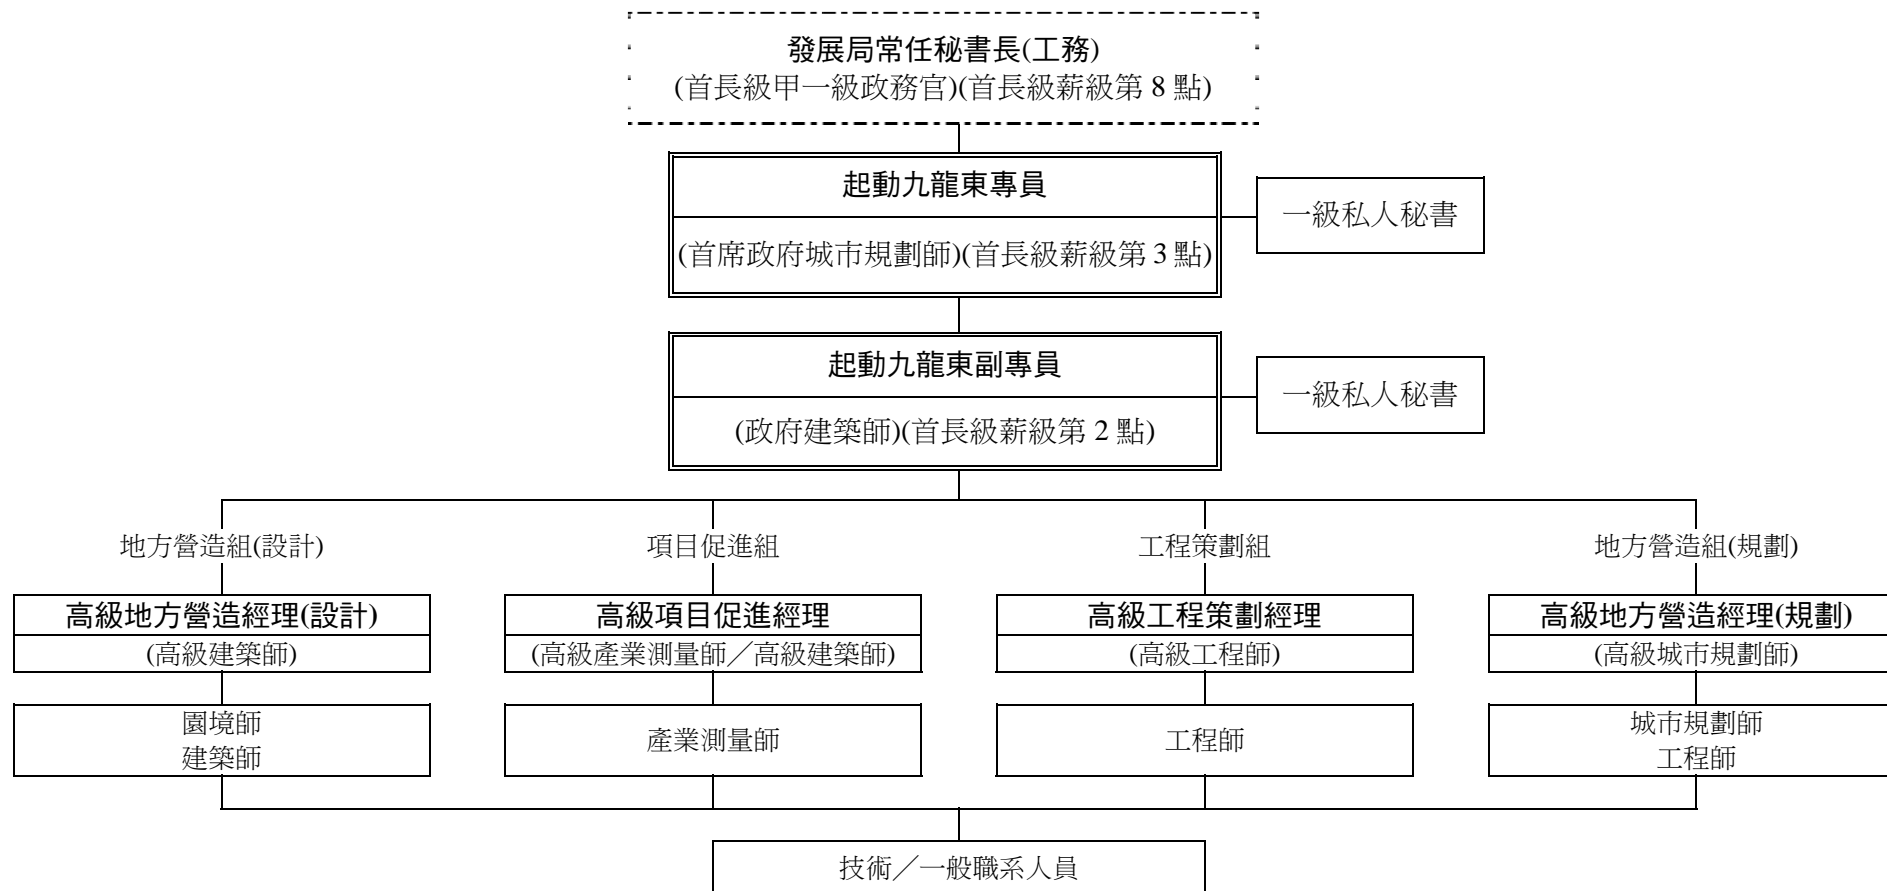 發展局常任秘書長(工務)
(首長級甲一級政務官)(首長級薪級第 8 點)
起動九龍東專員
(首席政府城市規劃師)(首長級薪級第 3 點)
一級私人秘書
起動九龍東副專員
(政府建築師)(首長級薪級第 2 點)
一級私人秘書
地方營造組(設計)
項目促進組
工程策劃組
地方營造組(規劃)
高級地方營造經理(設計)
(高級建築師)
高級項目促進經理
(高級產業測量師／高級建築師)
高級工程策劃經理
(高級工程師)
高級地方營造經理(規劃)
(高級城市規劃師)
園境師
建築師
產業測量師
工程師
城市規劃師
工程師
技術／一般職系人員